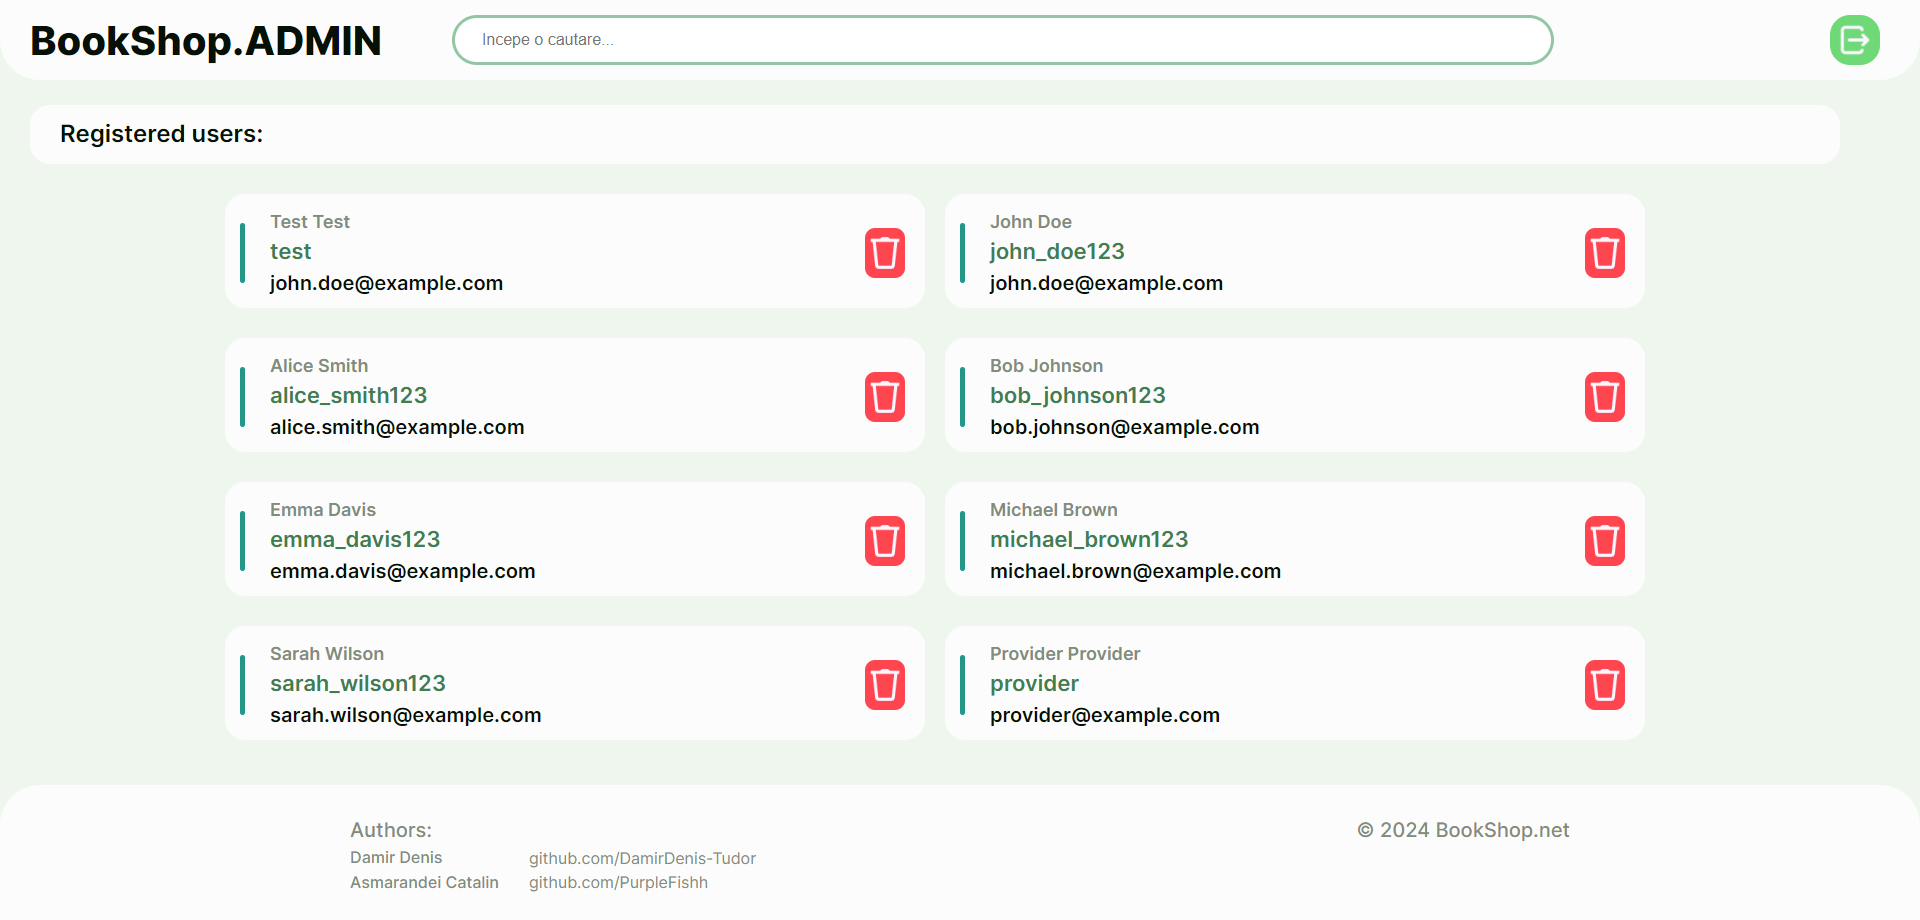 BookShop.ADMIN
Incepe o cautare...
Registered users:
Test Test
test
john.doe@example.com
John Doe
john_doe123
john.doe@example.com
Alice Smith
alice_smith123
alice.smith@example.com
Bob Johnson
bob_johnson123
bob.johnson@example.com
Emma Davis
emma_davis123
emma.davis@example.com
Michael Brown
michael_brown123
michael.brown@example.com
Sarah Wilson
sarah_wilson123
sarah.wilson@example.com
Provider Provider
provider
provider@example.com
Authors:
Damir Denis github.com/DamirDenis-Tudor
Asmarandei Catalin github.com/PurpleFishh
© 2024 BookShop.net